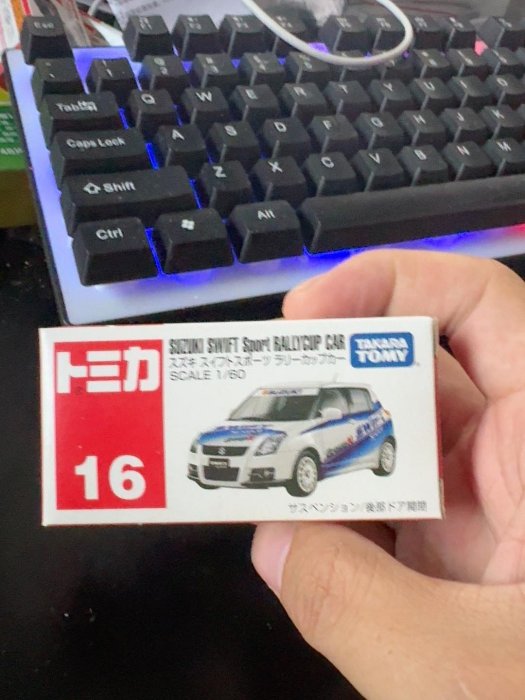 Esc
Tab
Q W E R T Y U
Caps Lock
A S D F G H J K
Shift
Z X C V B N M
Ctrl
Alt
SUZUKI SWIFT Sport RALLYCUP CAR
スズキ スイフトスポーツ ラリーカップカー
SCALE 1/60
TAKARA
TOMY
トミカ
16
SUZUKI
サスペンション/後部ドア開閉